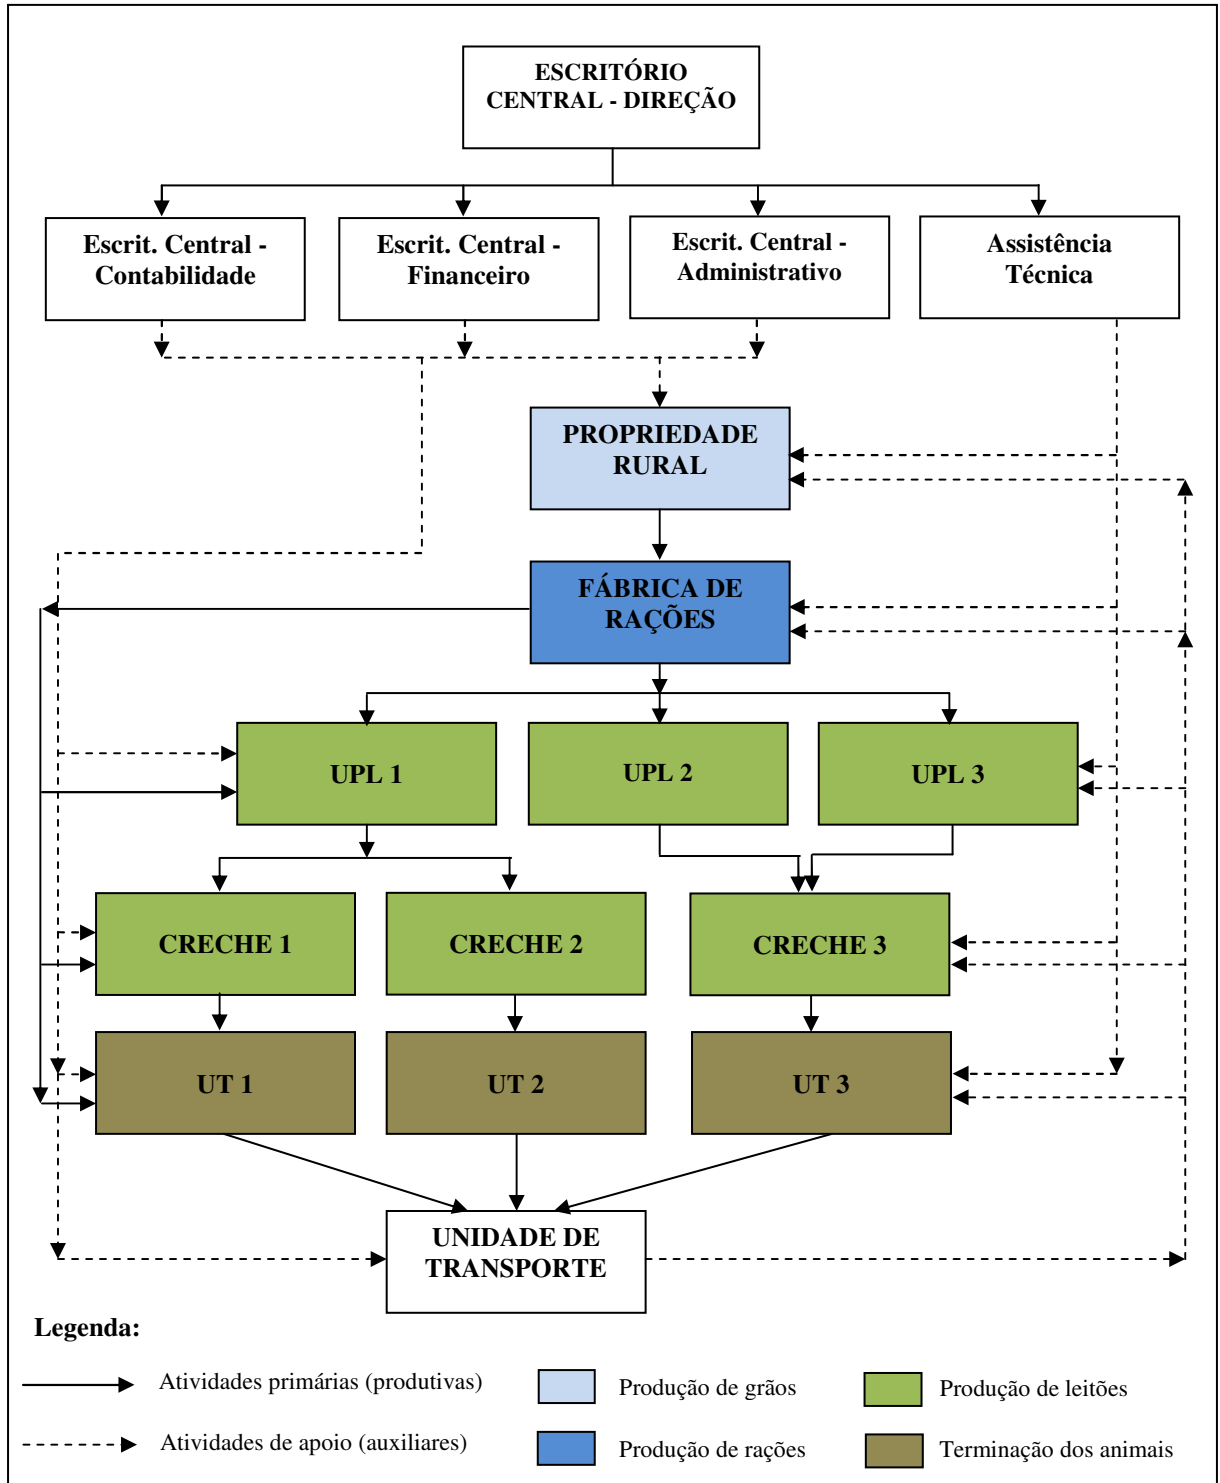 ESCRITÓRIO
CENTRAL - DIREÇÃO
Escrit. Central -
Contabilidade
Escrit. Central -
Financeiro
Escrit. Central -
Administrativo
Assistência
Técnica
PROPRIEDADE
RURAL
FÁBRICA DE
RAÇÕES
UPL 1
UPL 2
UPL 3
CRECHE 1
CRECHE 2
CRECHE 3
UT 1
UT 2
UT 3
UNIDADE DE
TRANSPORTE
Legenda:
Atividades primárias (produtivas)
Produção de grãos
Produção de leitões
Atividades de apoio (auxiliares)
Produção de rações
Terminação dos animais